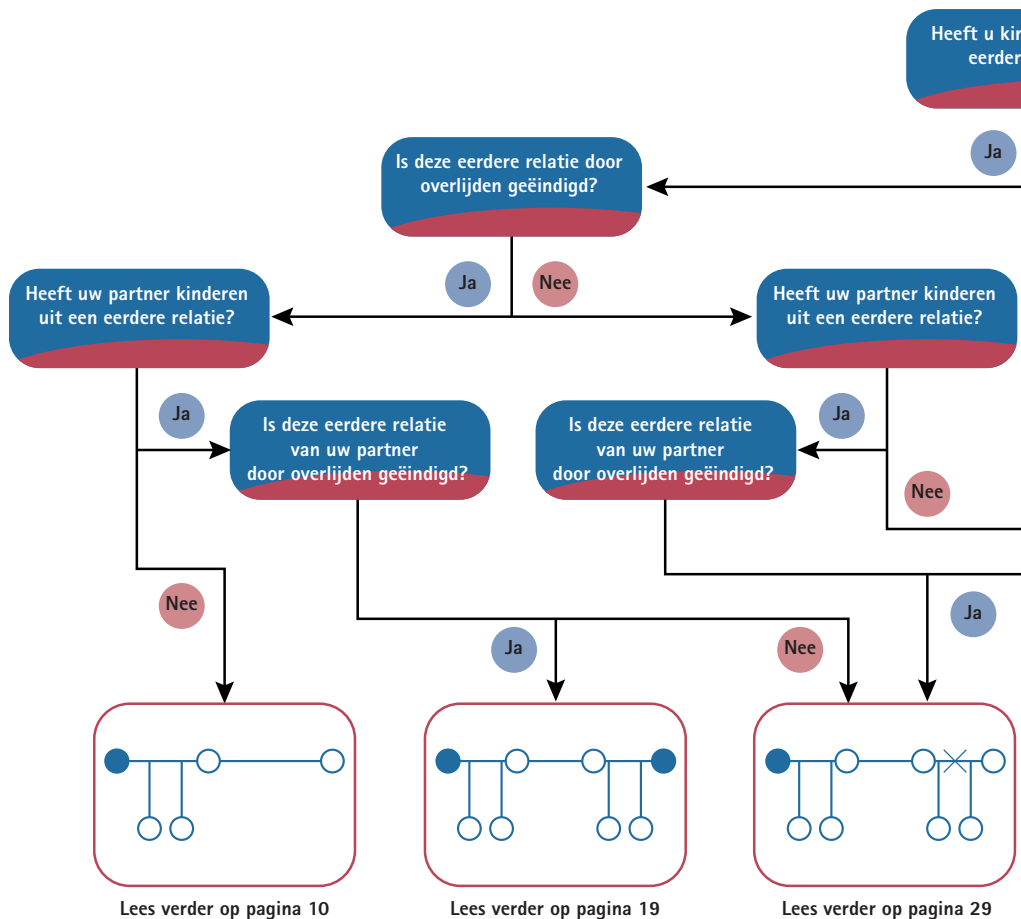 Heeft u
eerder
Ja
Is deze eerdere relatie door
overlijden geëindigd?
Ja
Nee
Heeft uw partner kinderen
uit een eerdere relatie?
Heeft uw partner kinderen
uit een eerdere relatie?
Ja
Is deze eerdere relatie
van uw partner
door overlijden geëindigd?
Is deze eerdere relatie
van uw partner
door overlijden geëindigd?
Ja
Nee
Nee
Ja
Nee
Ja
Lees verder op pagina 10
Lees verder op pagina 19
Lees verder op pagina 29